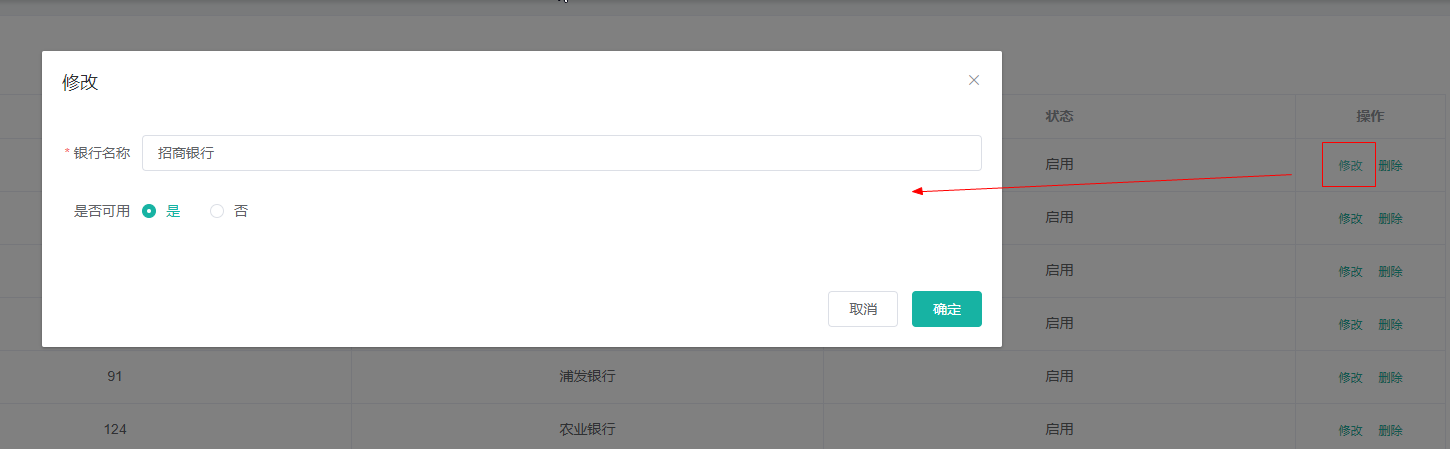 修改
* 银行名称 招商银行
是否可用 是 否
取消 确定
状态 操作
启用 修改 删除
启用 修改 删除
启用 修改 删除
启用 修改 删除
91 浦发银行 启用 修改 删除
124 农业银行 启用 修改 删除